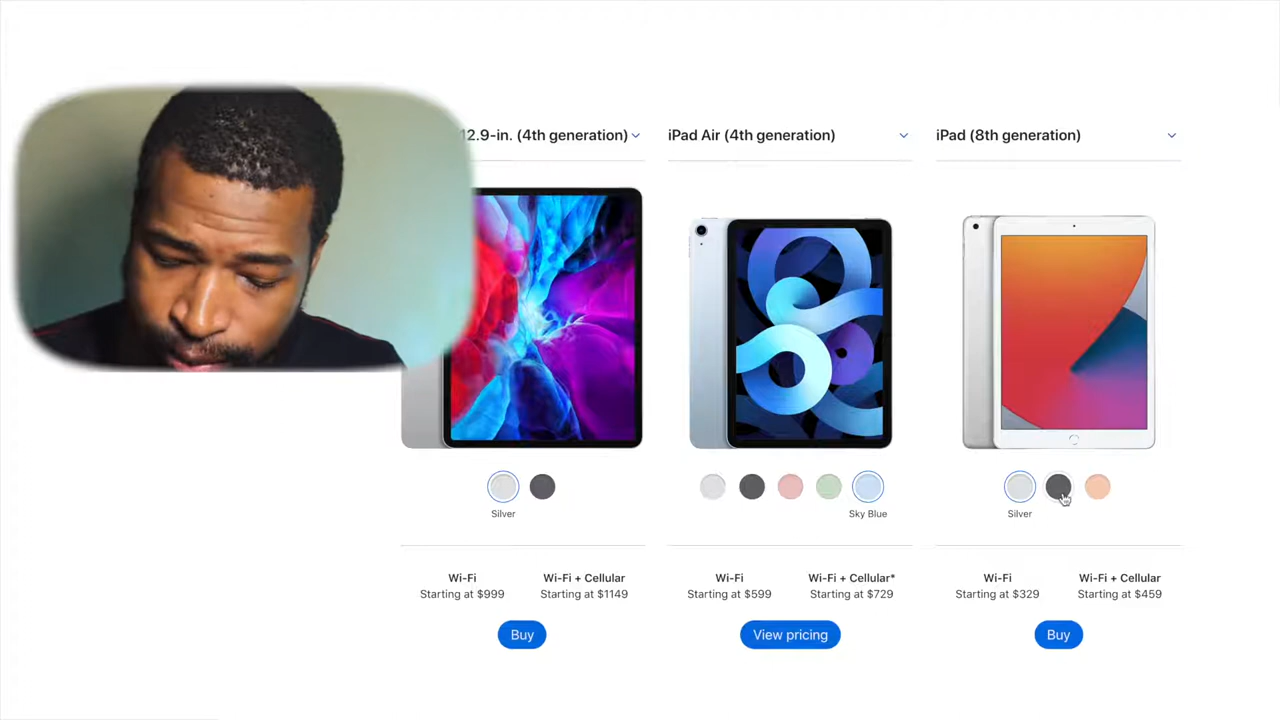 12.9-in. (4th generation)
iPad Air (4th generation)
iPad (8th generation)
Silver
Sky Blue
Silver
Wi-Fi
Starting at $999
Wi-Fi + Cellular
Starting at $1149
Wi-Fi
Starting at $599
Wi-Fi + Cellular*
Starting at $729
Wi-Fi
Starting at $329
Wi-Fi + Cellular
Starting at $459
Buy
View pricing
Buy